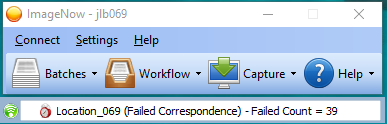 ImageNow - jlb069
Connect Settings Help
Batches Workflow Capture Help
Location_069 (Failed Correspondence) - Failed Count = 39